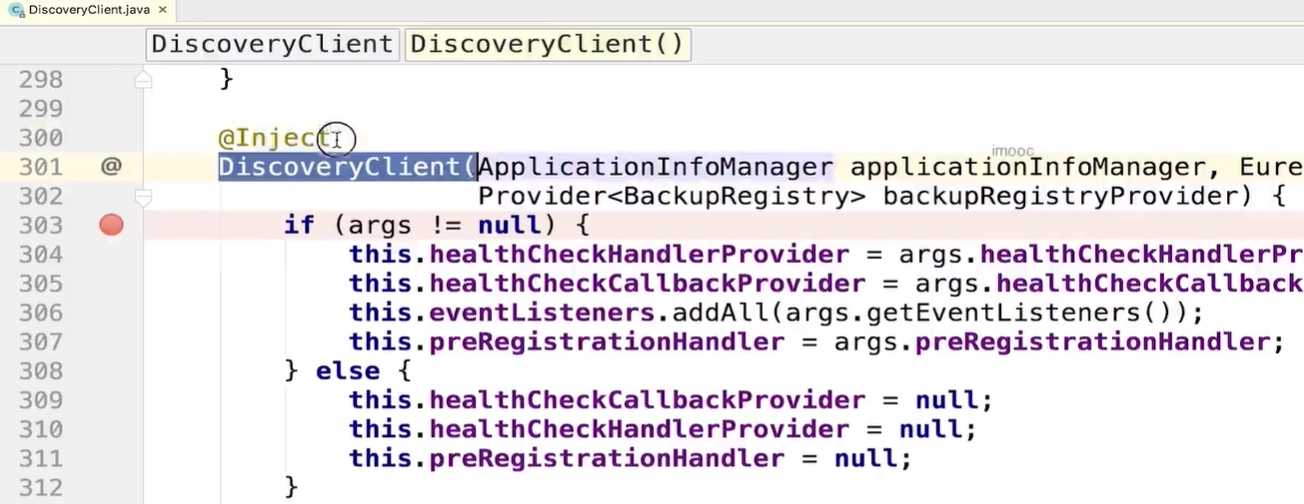 DiscoveryClient.java ×
DiscoveryClient DiscoveryClient()
298 }
299
300 @Inject
imooc
301 @ DiscoveryClient(ApplicationInfoManager applicationInfoManager, Eure
302 Provider<BackupRegistry> backupRegistryProvider) {
303 if (args != null) {
304 this.healthCheckHandlerProvider = args.healthCheckHandlerPr
305 this.healthCheckCallbackProvider = args.healthCheckCallback
306 this.eventListeners.addAll(args.getEventListeners());
307 this.preRegistrationHandler = args.preRegistrationHandler;
308 } else {
309 this.healthCheckCallbackProvider = null;
310 this.healthCheckHandlerProvider = null;
311 this.preRegistrationHandler = null;
312 }